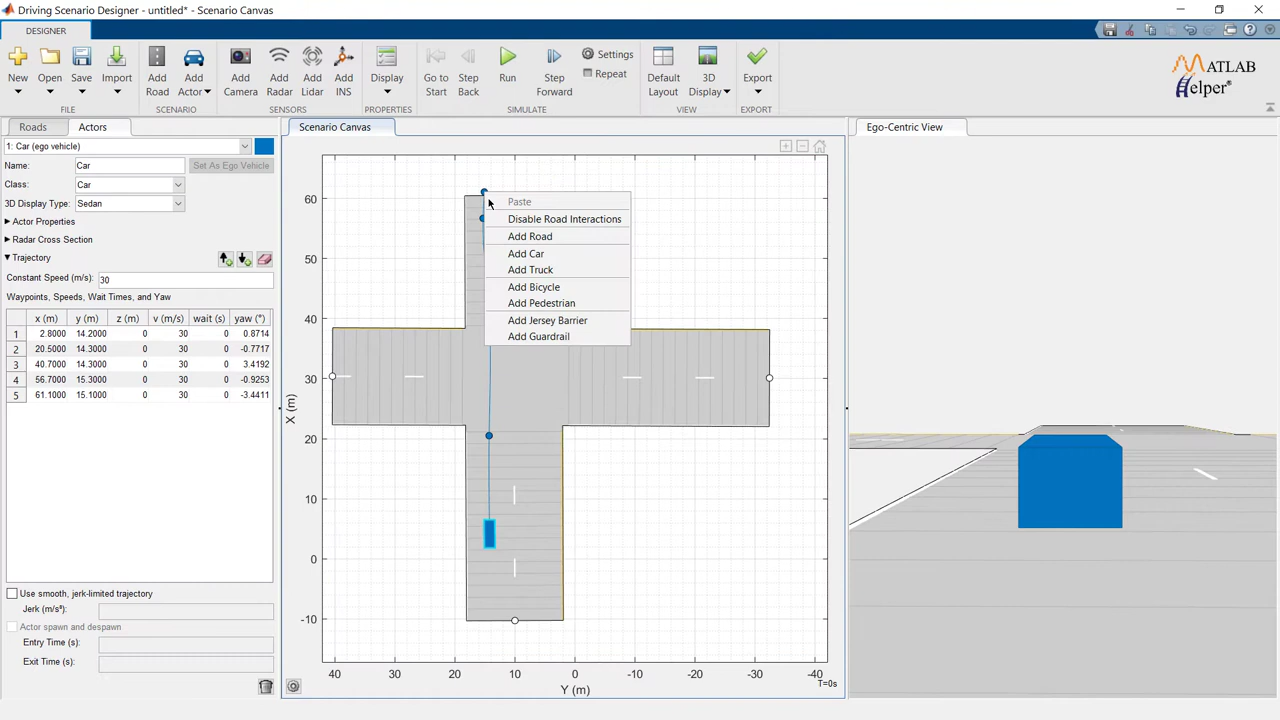 Driving Scenario Designer - untitled* - Scenario Canvas
DESIGNER
New
Open
Save
Import
Add Road
Add Actor
Add Camera
Add Radar
Add Lidar
Add INS
Display
Go to Start
Step Back
Run
Step Forward
Settings
Repeat
Default Layout
3D Display
Export
MATLAB Helper®
FILE
SCENARIO
SENSORS
PROPERTIES
SIMULATE
VIEW
EXPORT
Roads
Actors
1: Car (ego vehicle)
Name: Car Set As Ego Vehicle
Class: Car
3D Display Type: Sedan
Actor Properties
Radar Cross Section
Trajectory
Constant Speed (m/s): 30
Waypoints, Speeds, Wait Times, and Yaw
x (m) y (m) z (m) v (m/s) wait (s) yaw (°)
1 2.8000 14.2000 0 30 0 0.8714
2 20.5000 14.3000 0 30 0 -0.7717
3 40.7000 14.3000 0 30 0 3.4192
4 56.7000 15.3000 0 30 0 -0.9253
5 61.1000 15.1000 0 30 0 -3.4411
Use smooth, jerk-limited trajectory
Jerk (m/s³):
Actor spawn and despawn
Entry Time (s):
Exit Time (s):
Scenario Canvas
60
50
40
30
20
10
0
-10
X (m)
40 30 20 10 0 -10 -20 -30 -40
Y (m)
T=0s
Paste
Disable Road Interactions
Add Road
Add Car
Add Truck
Add Bicycle
Add Pedestrian
Add Jersey Barrier
Add Guardrail
Ego-Centric View